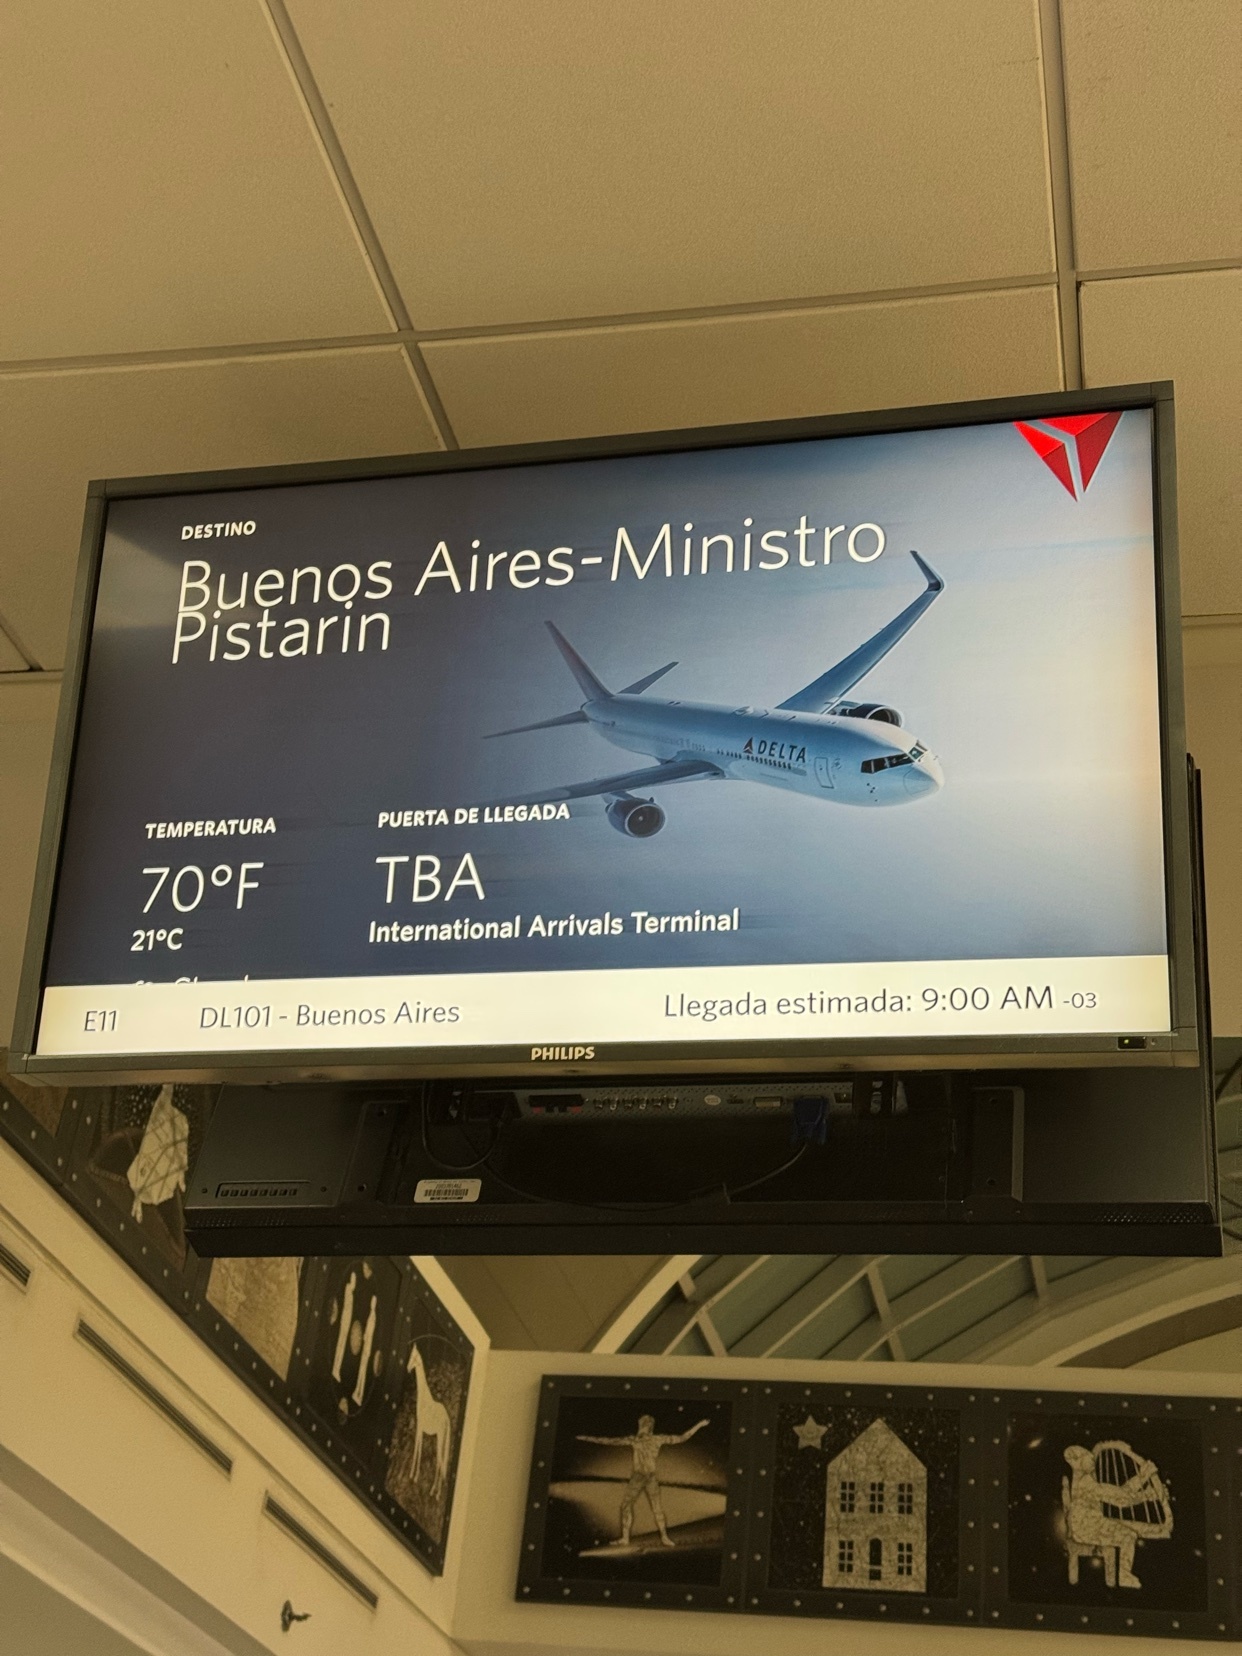 DESTINO
Buenos Aires-Ministro
Pistarin
DELTA
TEMPERATURA
PUERTA DE LLEGADA
70°F
TBA
21°C
International Arrivals Terminal
E11
DL101 - Buenos Aires
Llegada estimada: 9:00 AM -03
PHILIPS